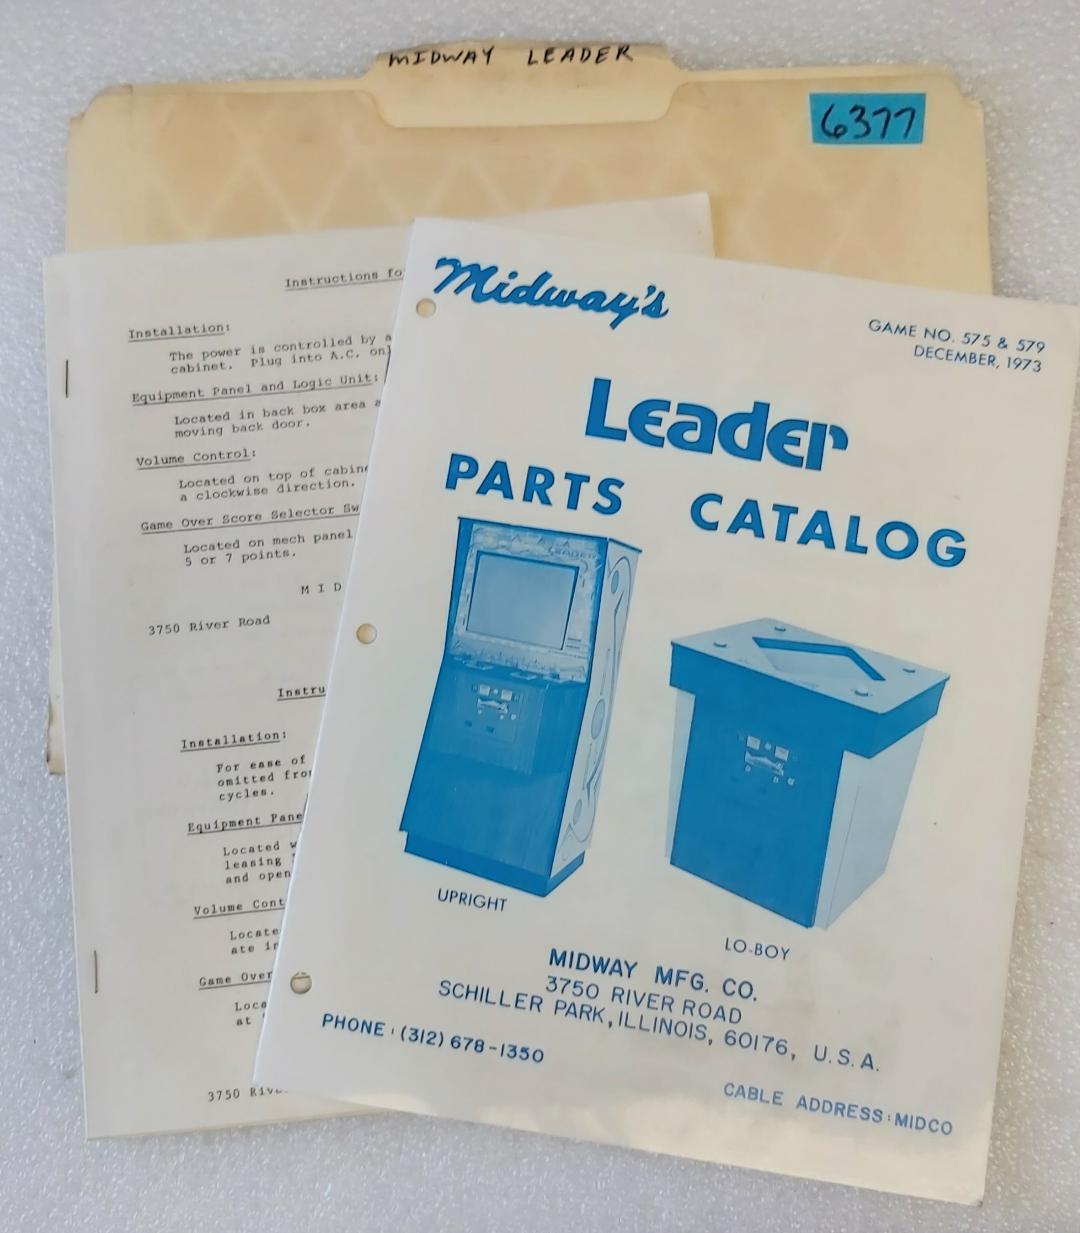 MIDWAY LEADER
6377
Instructions fo
Installation:
The power is controlled by a
cabinet. Plug into A.C. onl
Equipment Panel and Logic Unit:
Located in back box area a
moving back door.
Volume Control:
Located on top of cabine
a clockwise direction.
Game Over Score Selector Sw
Located on mech panel
5 or 7 points.
M I D
3750 River Road
Instru
Installation:
For ease of
omitted from
cycles.
Equipment Pane
Located w
leasing
and open
Volume Cont
Locate
ate in
Game Over
Loca
at
3750 Rive
Midway's
GAME NO. 575 & 579
DECEMBER, 1973
Leader
PARTS CATALOG
LEADER
UPRIGHT
LO-BOY
MIDWAY MFG. CO.
3750 RIVER ROAD
SCHILLER PARK, ILLINOIS, 60176, U.S.A.
PHONE: (312) 678-1350
CABLE ADDRESS: MIDCO